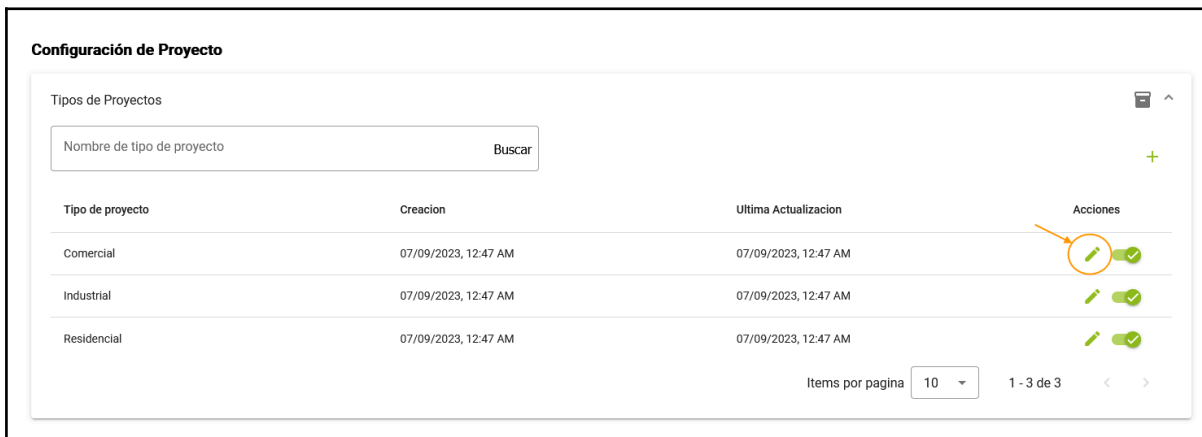 Configuración de Proyecto
Tipos de Proyectos
Nombre de tipo de proyecto Buscar
Tipo de proyecto Creacion Ultima Actualizacion Acciones
Comercial 07/09/2023, 12:47 AM 07/09/2023, 12:47 AM
Industrial 07/09/2023, 12:47 AM 07/09/2023, 12:47 AM
Residencial 07/09/2023, 12:47 AM 07/09/2023, 12:47 AM
Items por pagina 10 1 - 3 de 3